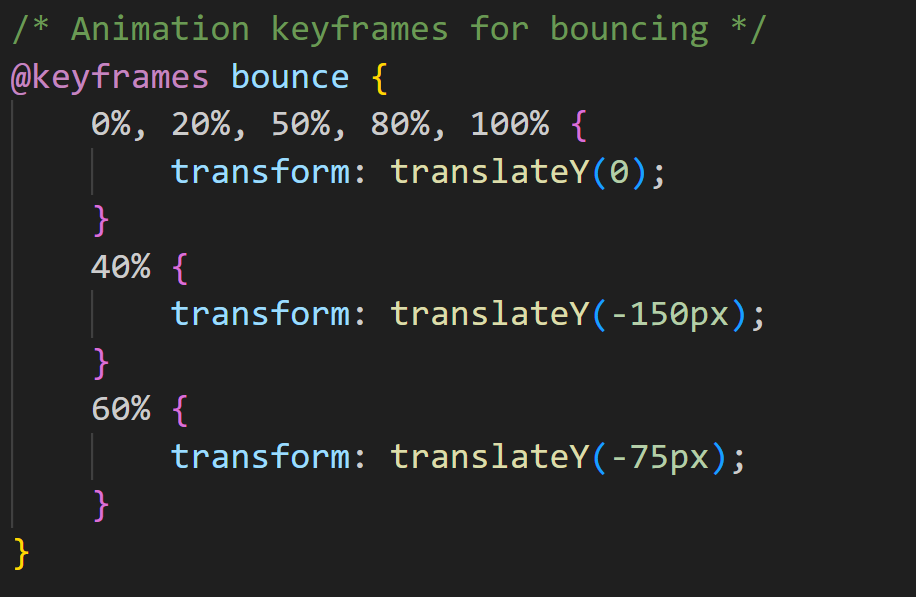 /* Animation keyframes for bouncing */
@keyframes bounce {
    0%, 20%, 50%, 80%, 100% {
        transform: translateY(0);
    }
    40% {
        transform: translateY(-150px);
    }
    60% {
        transform: translateY(-75px);
    }
}